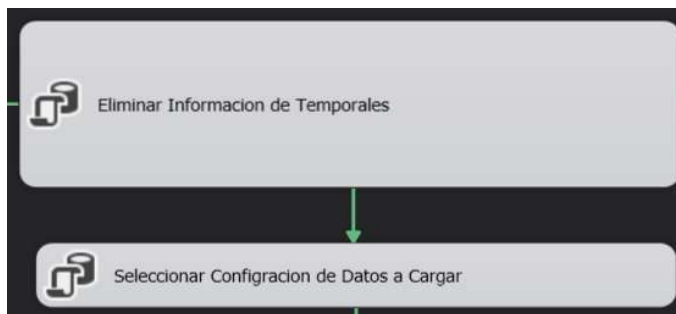 Eliminar Informacion de Temporales
Seleccionar Configracion de Datos a Cargar